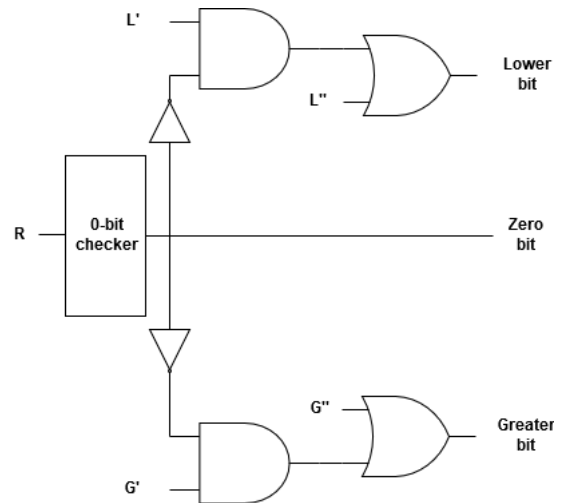 L'
L"
Lower
bit
R
0-bit
checker
Zero
bit
G"
Greater
bit
G'